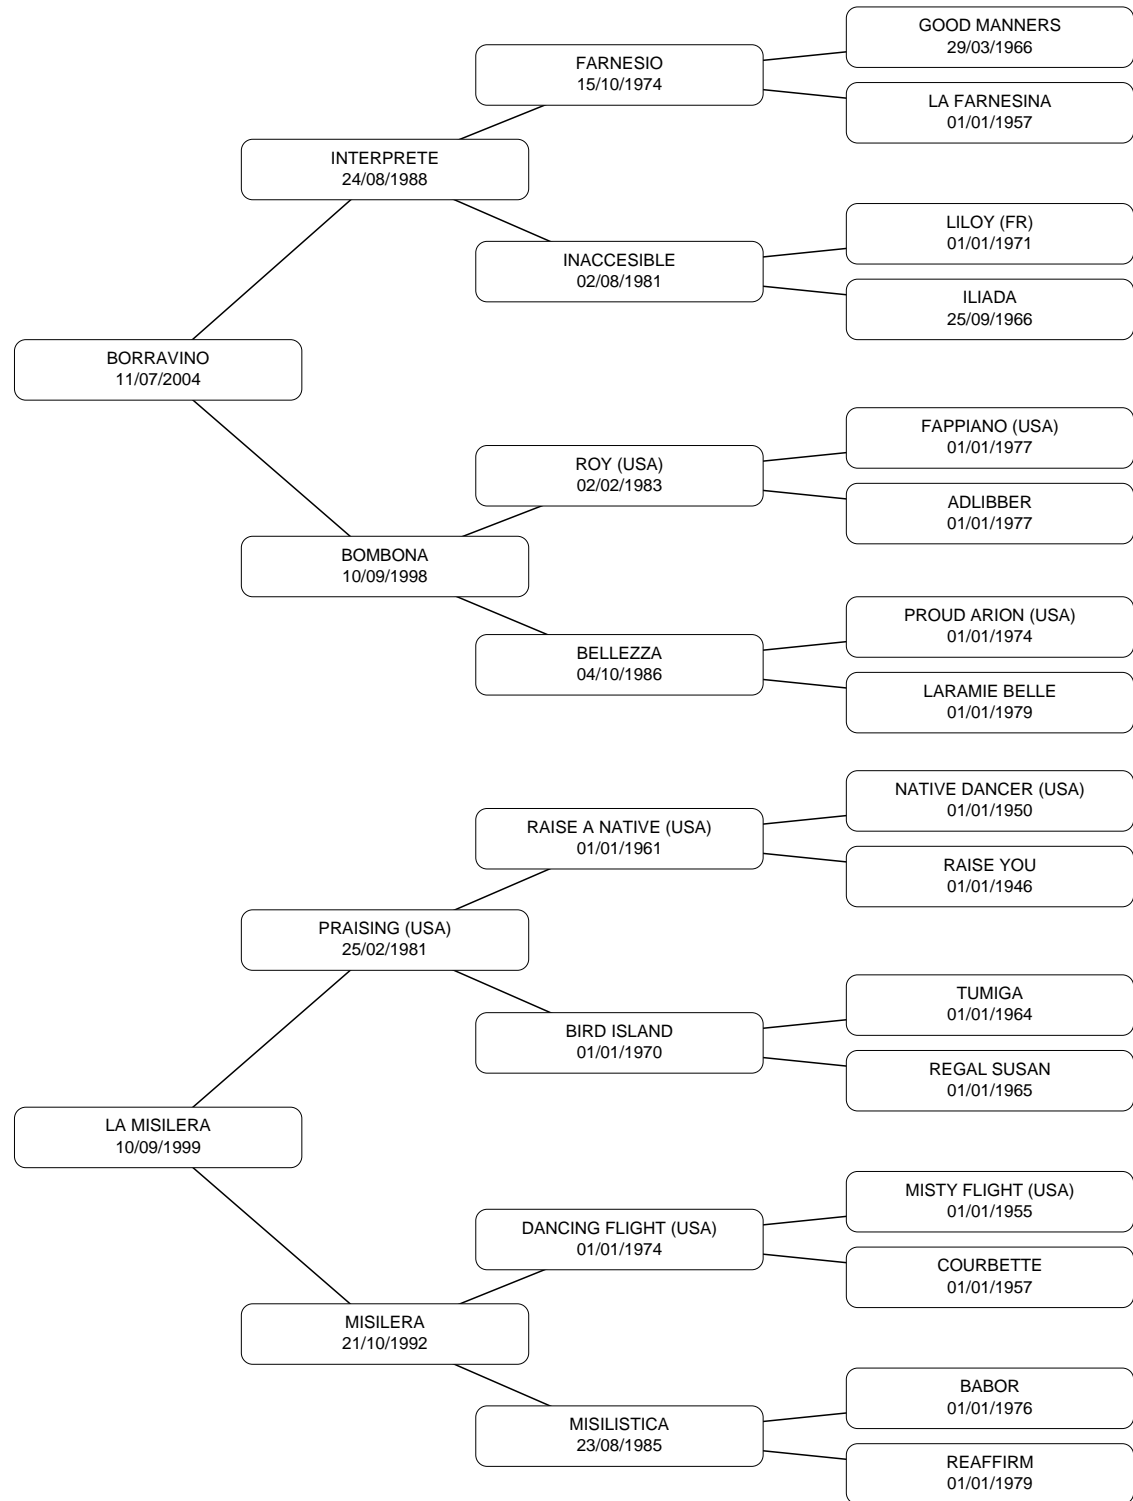 GOOD MANNERS
29/03/1966
FARNESIO
15/10/1974
LA FARNESINA
01/01/1957
INTERPRETE
24/08/1988
LILOY (FR)
01/01/1971
INACCESIBLE
02/08/1981
ILIADA
25/09/1966
BORRAVINO
11/07/2004
FAPPIANO (USA)
01/01/1977
ROY (USA)
02/02/1983
ADLIBBER
01/01/1977
BOMBONA
10/09/1998
PROUD ARION (USA)
01/01/1974
BELLEZZA
04/10/1986
LARAMIE BELLE
01/01/1979
NATIVE DANCER (USA)
01/01/1950
RAISE A NATIVE (USA)
01/01/1961
RAISE YOU
01/01/1946
PRAISING (USA)
25/02/1981
TUMIGA
01/01/1964
BIRD ISLAND
01/01/1970
REGAL SUSAN
01/01/1965
LA MISILERA
10/09/1999
MISTY FLIGHT (USA)
01/01/1955
DANCING FLIGHT (USA)
01/01/1974
COURBETTE
01/01/1957
MISILERA
21/10/1992
BABOR
01/01/1976
MISILISTICA
23/08/1985
REAFFIRM
01/01/1979